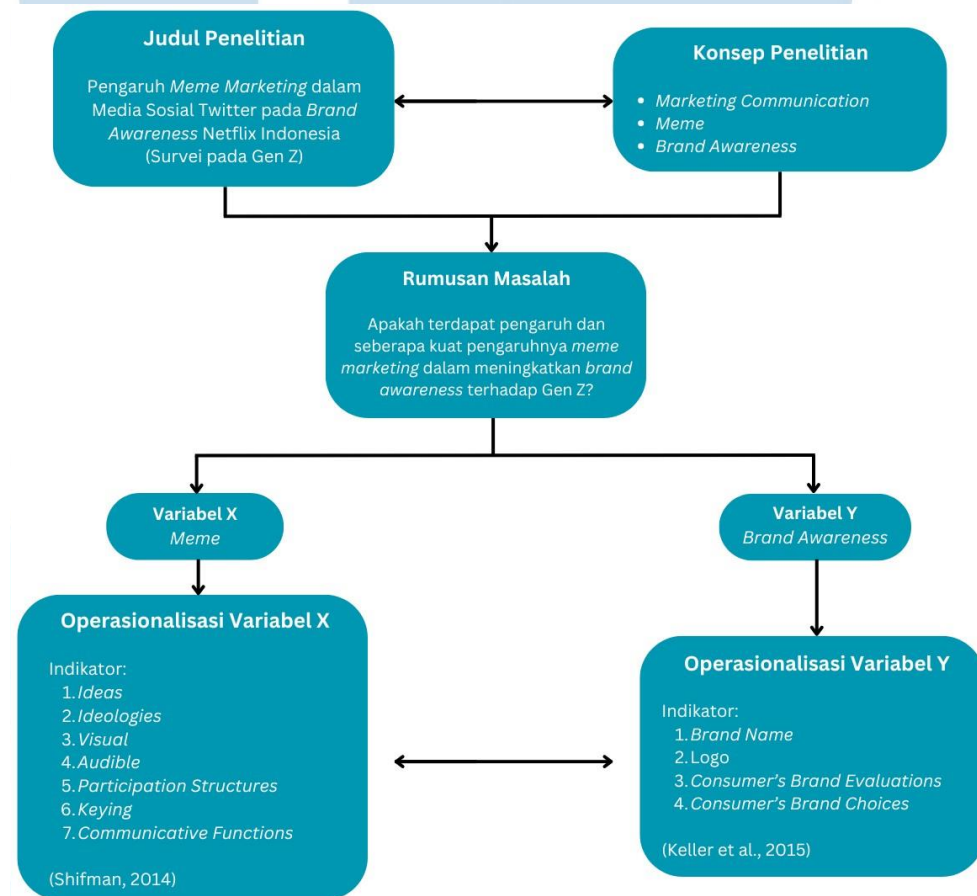 Judul Penelitian
Pengaruh Meme Marketing dalam
Media Sosial Twitter pada Brand
Awareness Netflix Indonesia
(Survei pada Gen Z)
Konsep Penelitian
• Marketing Communication
• Meme
• Brand Awareness
Rumusan Masalah
Apakah terdapat pengaruh dan
seberapa kuat pengaruhnya meme
marketing dalam meningkatkan brand
awareness terhadap Gen Z?
Variabel X
Meme
Variabel Y
Brand Awareness
Operasionalisasi Variabel X
Indikator:
1. Ideas
2. Ideologies
3. Visual
4. Audible
5. Participation Structures
6. Keying
7. Communicative Functions
(Shifman, 2014)
Operasionalisasi Variabel Y
Indikator:
1. Brand Name
2. Logo
3. Consumer's Brand Evaluations
4. Consumer's Brand Choices
(Keller et al., 2015)